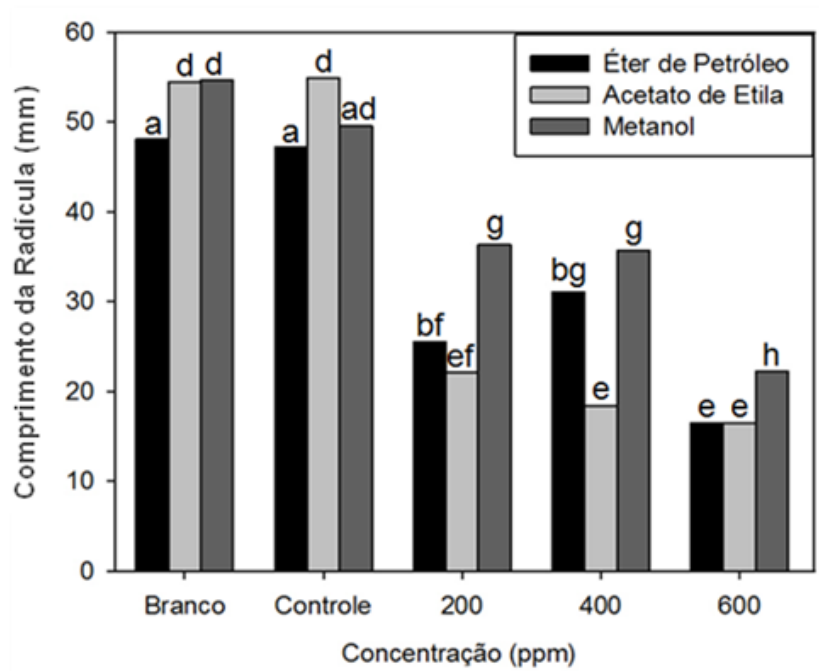 Comprimento da Radícula (mm)
60
50
40
30
20
10
0
Éter de Petróleo
Acetato de Etila
Metanol
a d d
a d ad
bf ef g
bg e g
e e h
Branco Controle 200 400 600
Concentração (ppm)